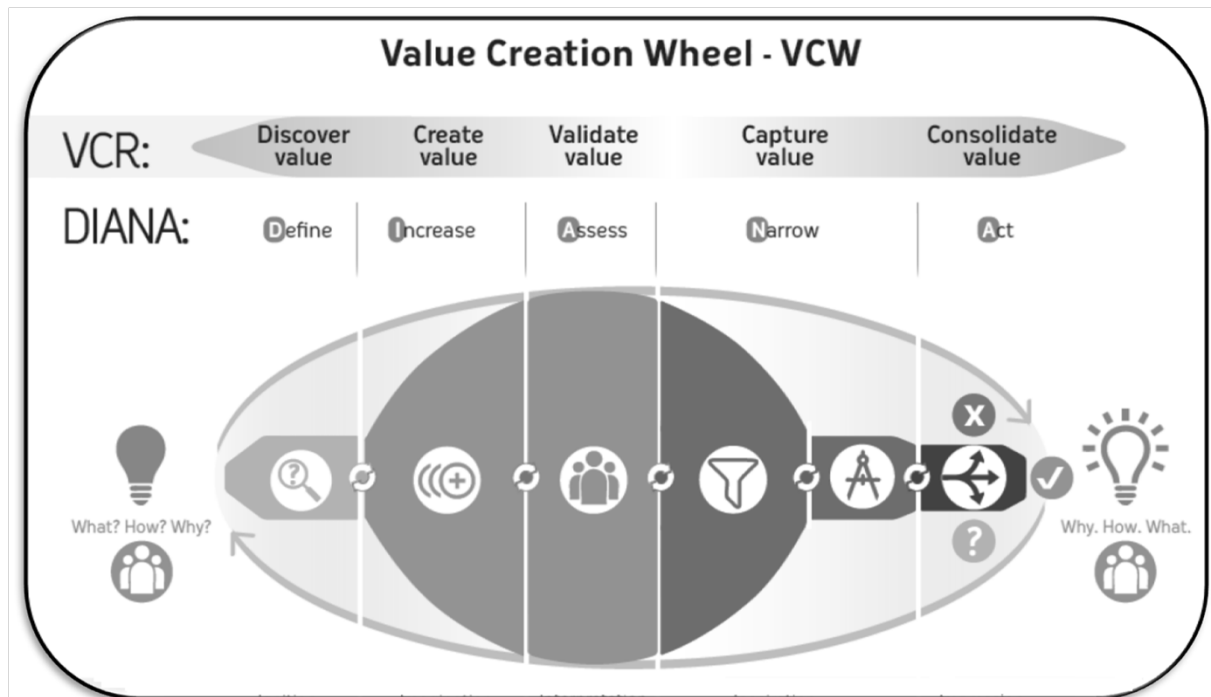 Value Creation Wheel - VCW
VCR:
Discover
value
Create
value
Validate
value
Capture
value
Consolidate
value
DIANA:
Define
Increase
Assess
Narrow
Act
X
?
What? How? Why?
Why. How. What.